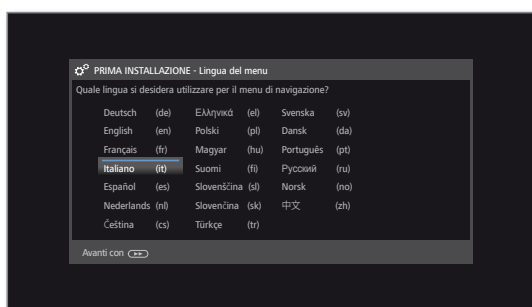 PRIMA INSTALLAZIONE - Lingua del menu
Quale lingua si desidera utilizzare per il menu di navigazione?
Deutsch (de) Ελληνικά (el) Svenska (sv)
English (en) Polski (pl) Dansk (da)
Français (fr) Magyar (hu) Português (pt)
Italiano (it) Suomi (fi) Русский (ru)
Español (es) Slovenščina (sl) Norsk (no)
Nederlands (nl) Slovenčina (sk) 中文 (zh)
Čeština (cs) Türkçe (tr)
Avanti con